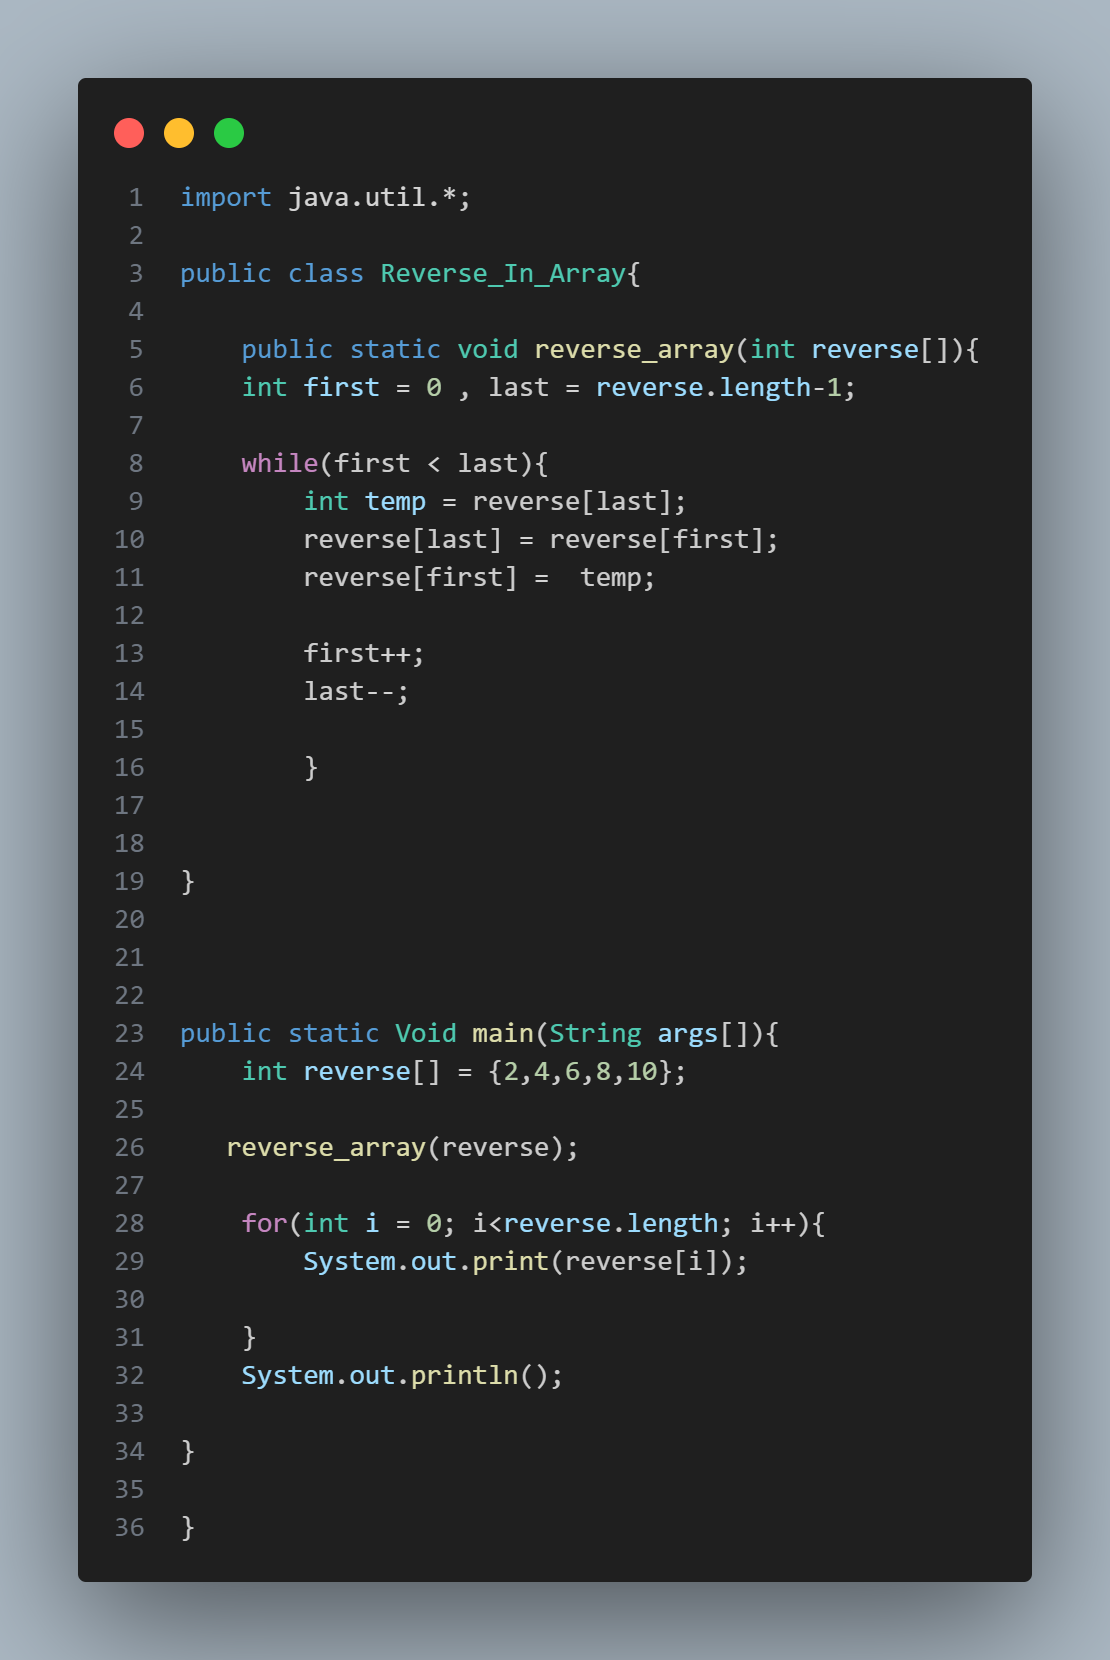 1 import java.util.*;
2
3 public class Reverse_In_Array{
4
5     public static void reverse_array(int reverse[]){
6     int first = 0 , last = reverse.length-1;
7
8     while(first < last){
9         int temp = reverse[last];
10         reverse[last] = reverse[first];
11         reverse[first] =  temp;
12
13         first++;
14         last--;
15
16         }
17
18
19 }
20
21
22
23 public static Void main(String args[]){
24     int reverse[] = {2,4,6,8,10};
25
26    reverse_array(reverse);
27
28     for(int i = 0; i<reverse.length; i++){
29         System.out.print(reverse[i]);
30
31     }
32     System.out.println();
33
34 }
35
36 }